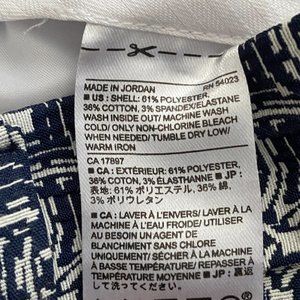 MADE IN JORDAN RN 54023
■ US : SHELL: 61% POLYESTER,
36% COTTON, 3% SPANDEX/ELASTANE
WASH INSIDE OUT/ MACHINE WASH
COLD/ ONLY NON-CHLORINE BLEACH
WHEN NEEDED/ TUMBLE DRY LOW/
WARM IRON
CA 17897
■ CA : EXTÉRIEUR: 61% POLYESTER,
36% COTON, 3% ÉLASTHANNE ■ JP :
表地: 61% ポリエステル, 36% 綿,
3% ポリウレタン
■ CA : LAVER À L'ENVERS/ LAVER À
LA MACHINE À L'EAU FROIDE/ UTILISER
AU BESOIN UN AGENT DE
BLANCHIMENT SANS CHLORE
UNIQUEMENT/ SÉCHER À LA MACHINE
À BASSE TEMPÉRATURE/ REPASSER À
TEMPÉRATURE MOYENNE ■ JP : 裏返
して洗ってください